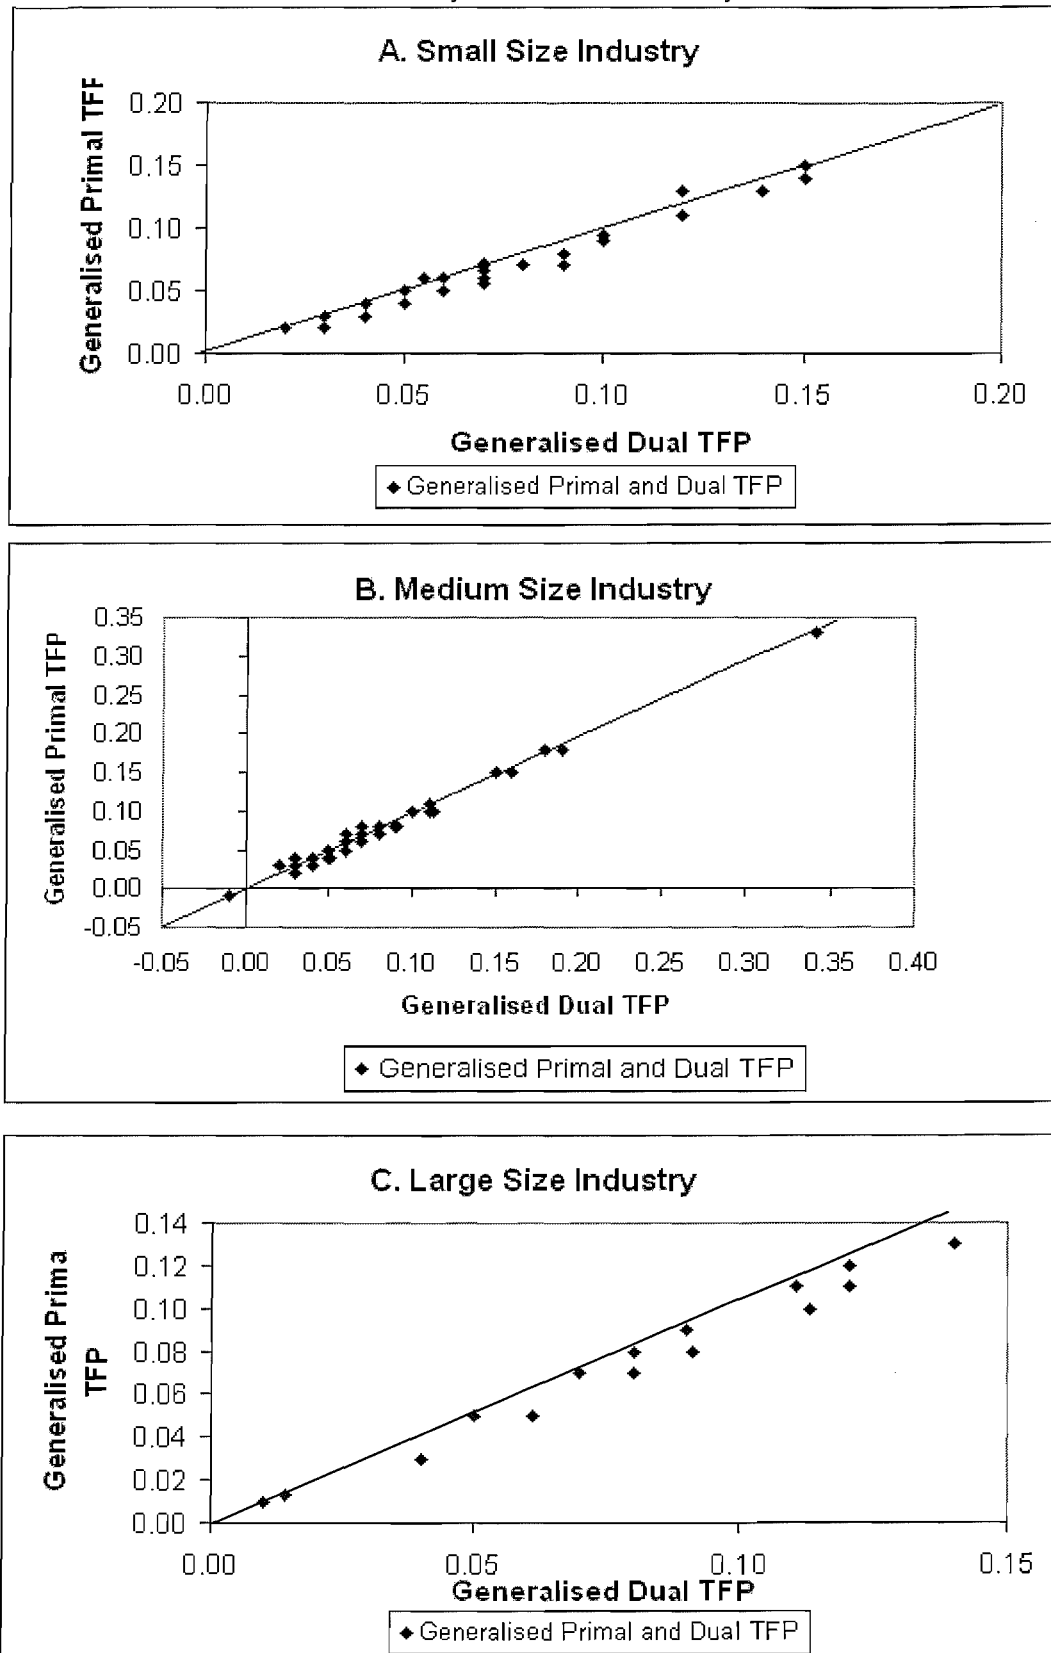 A. Small Size Industry
Generalised Primal TFF
0.20
0.15
0.10
0.05
0.00
0.00 0.05 0.10 0.15 0.20
Generalised Dual TFP
Generalised Primal and Dual TFP
B. Medium Size Industry
Generalised Primal TFP
0.35
0.30
0.25
0.20
0.15
0.10
0.05
0.00
-0.05
-0.05 0.00 0.05 0.10 0.15 0.20 0.25 0.30 0.35 0.40
Generalised Dual TFP
Generalised Primal and Dual TFP
C. Large Size Industry
Generalised Prima
TFP
0.14
0.12
0.10
0.08
0.06
0.04
0.02
0.00
0.00 0.05 0.10 0.15
Generalised Dual TFP
Generalised Primal and Dual TFP